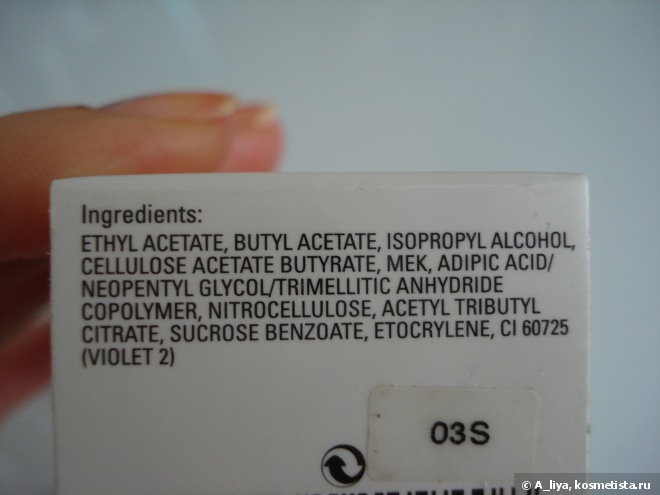 Ingredients:
ETHYL ACETATE, BUTYL ACETATE, ISOPROPYL ALCOHOL,
CELLULOSE ACETATE BUTYRATE, MEK, ADIPIC ACID/
NEOPENTYL GLYCOL/TRIMELLITIC ANHYDRIDE
COPOLYMER, NITROCELLULOSE, ACETYL TRIBUTYL
CITRATE, SUCROSE BENZOATE, ETOCRYLENE, CI 60725
(VIOLET 2)
03S
© A_liya, kosmetista.ru